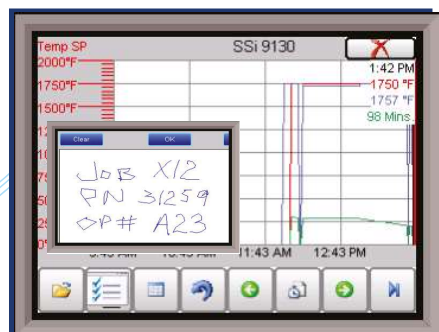 Temp SP SSi 9130
2000°F
1:42 PM
1750°F 1750 °F
1757 °F
1500°F 98 Mins.
Clear OK
JOB X12
PN 31259
OP# A23
11:43 AM 12:43 PM